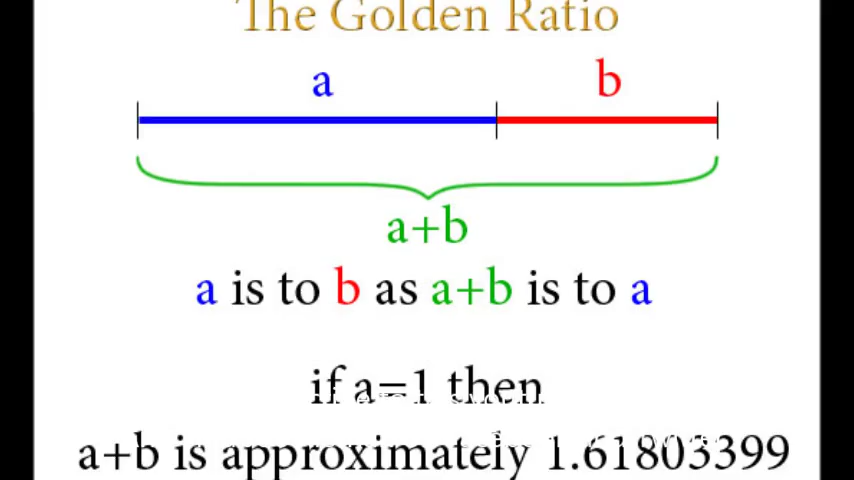 The Golden Ratio
a b
a+b
a is to b as a+b is to a
if a=1 then
a+b is approximately 1.61803399